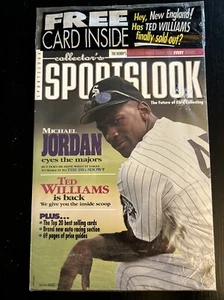 FREE
CARD INSIDE
Hey, New England!
Has TED WILLIAMS
finally sold out?
collector's
SPORTSLOOK
The Future of Card Collecting
MICHAEL
JORDAN
eyes the majors
TED
WILLIAMS
is back
We give you the inside scoop
PLUS...
The Top 20 best selling cards
Brand new auto racing section
69 pages of price guides